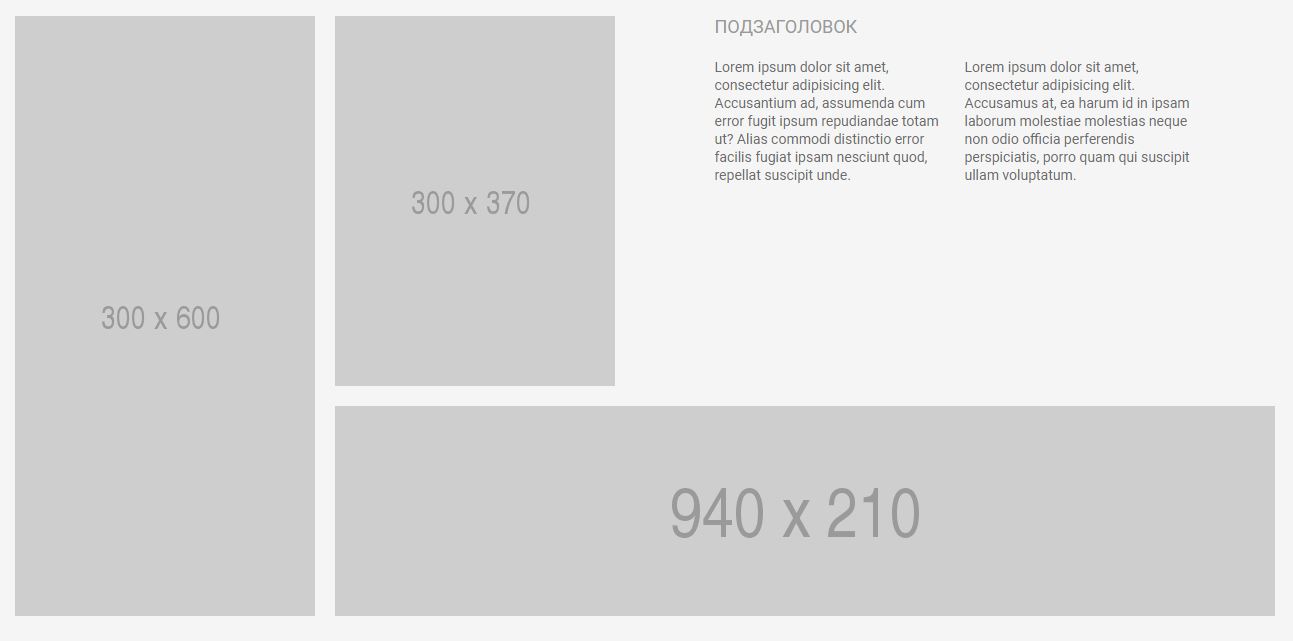 300 x 600
300 x 370
ПОДЗАГОЛОВОК
Lorem ipsum dolor sit amet,
consectetur adipisicing elit.
Accusantium ad, assumenda cum
error fugit ipsum repudiandae totam
ut? Alias commodi distinctio error
facilis fugiat ipsam nesciunt quod,
repellat suscipit unde.
Lorem ipsum dolor sit amet,
consectetur adipisicing elit.
Accusamus at, ea harum id in ipsam
laborum molestiae molestias neque
non odio officia perferendis
perspiciatis, porro quam qui suscipit
ullam voluptatum.
940 x 210